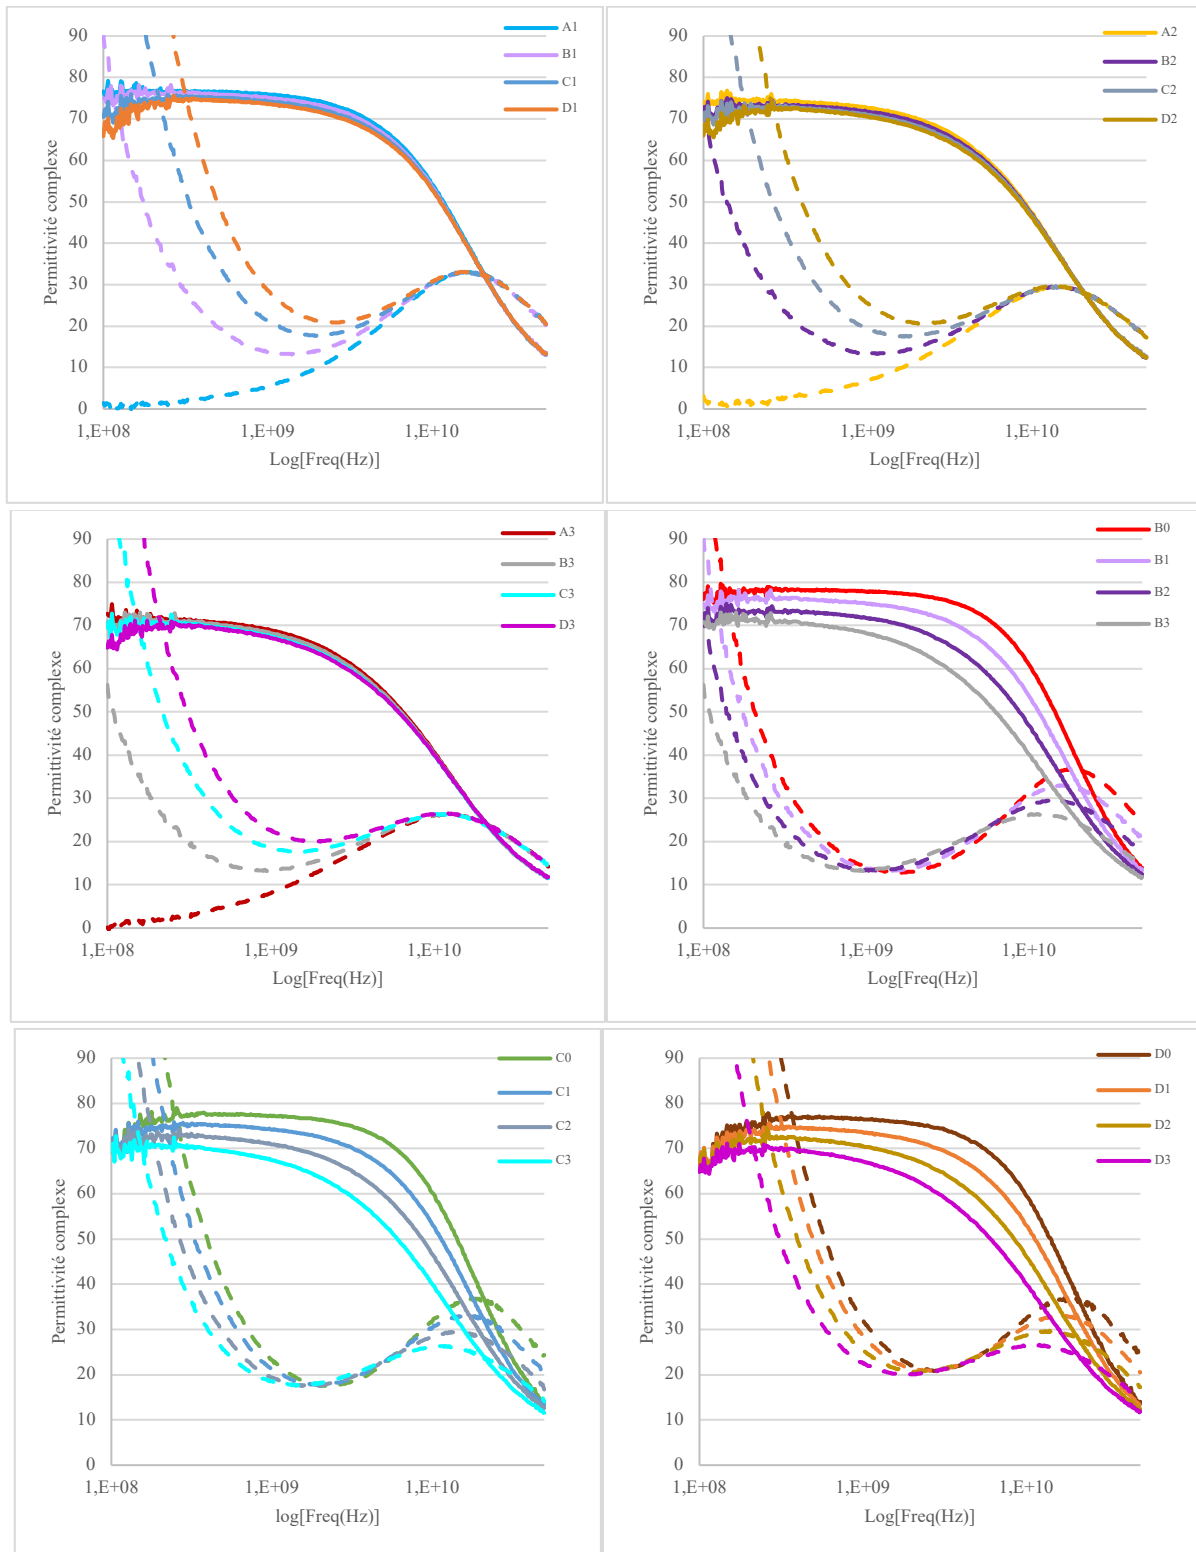 90
80
70
60
50
40
30
20
10
0
Permittivité complexe
1,E+08
1,E+09
1,E+10
Log[Freq(Hz)]
A1
B1
C1
D1
90
80
70
60
50
40
30
20
10
0
Permittivité complexe
1,E+08
1,E+09
1,E+10
Log[Freq(Hz)]
A2
B2
C2
D2
90
80
70
60
50
40
30
20
10
0
Permittivité complexe
1,E+08
1,E+09
1,E+10
Log[Freq(Hz)]
A3
B3
C3
D3
90
80
70
60
50
40
30
20
10
0
Permittivité complexe
1,E+08
1,E+09
1,E+10
Log[Freq(Hz)]
B0
B1
B2
B3
90
80
70
60
50
40
30
20
10
0
Permittivité complexe
1,E+08
1,E+09
1,E+10
log[Freq(Hz)]
C0
C1
C2
C3
90
80
70
60
50
40
30
20
10
0
Permittivité complexe
1,E+08
1,E+09
1,E+10
Log[Freq(Hz)]
D0
D1
D2
D3